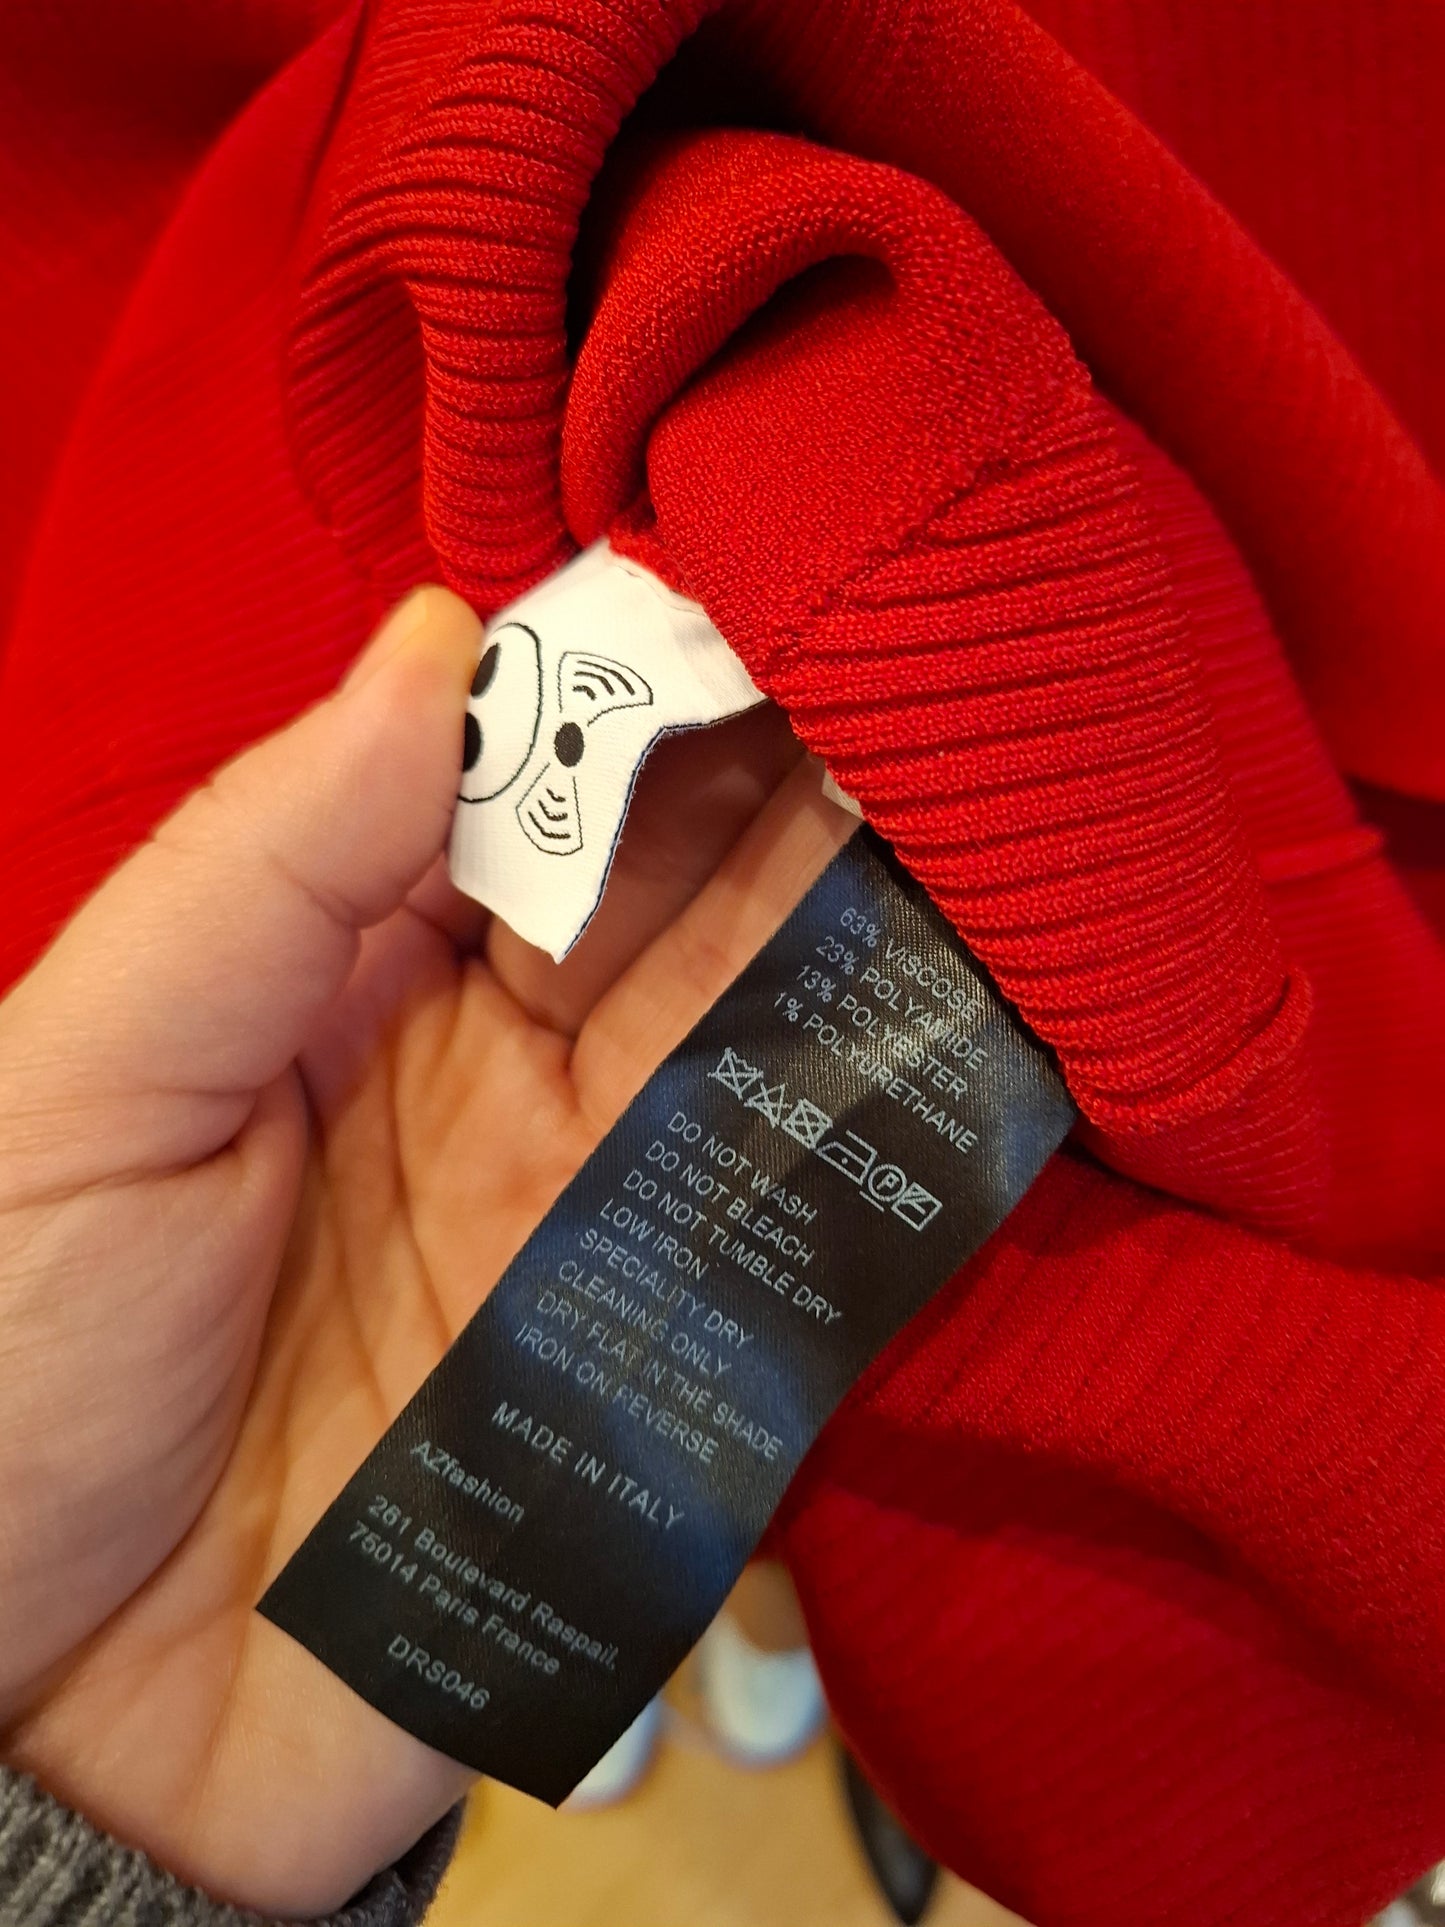 63% VISCOSE
23% POLYAMIDE
13% POLYESTER
1% POLYURETHANE
P
DO NOT WASH
DO NOT BLEACH
DO NOT TUMBLE DRY
LOW IRON
SPECIALITY DRY
CLEANING ONLY
DRY FLAT IN THE SHADE
IRON ON REVERSE
MADE IN ITALY
AZfashion
261 Boulevard Raspail,
75014 Paris France
DRS046